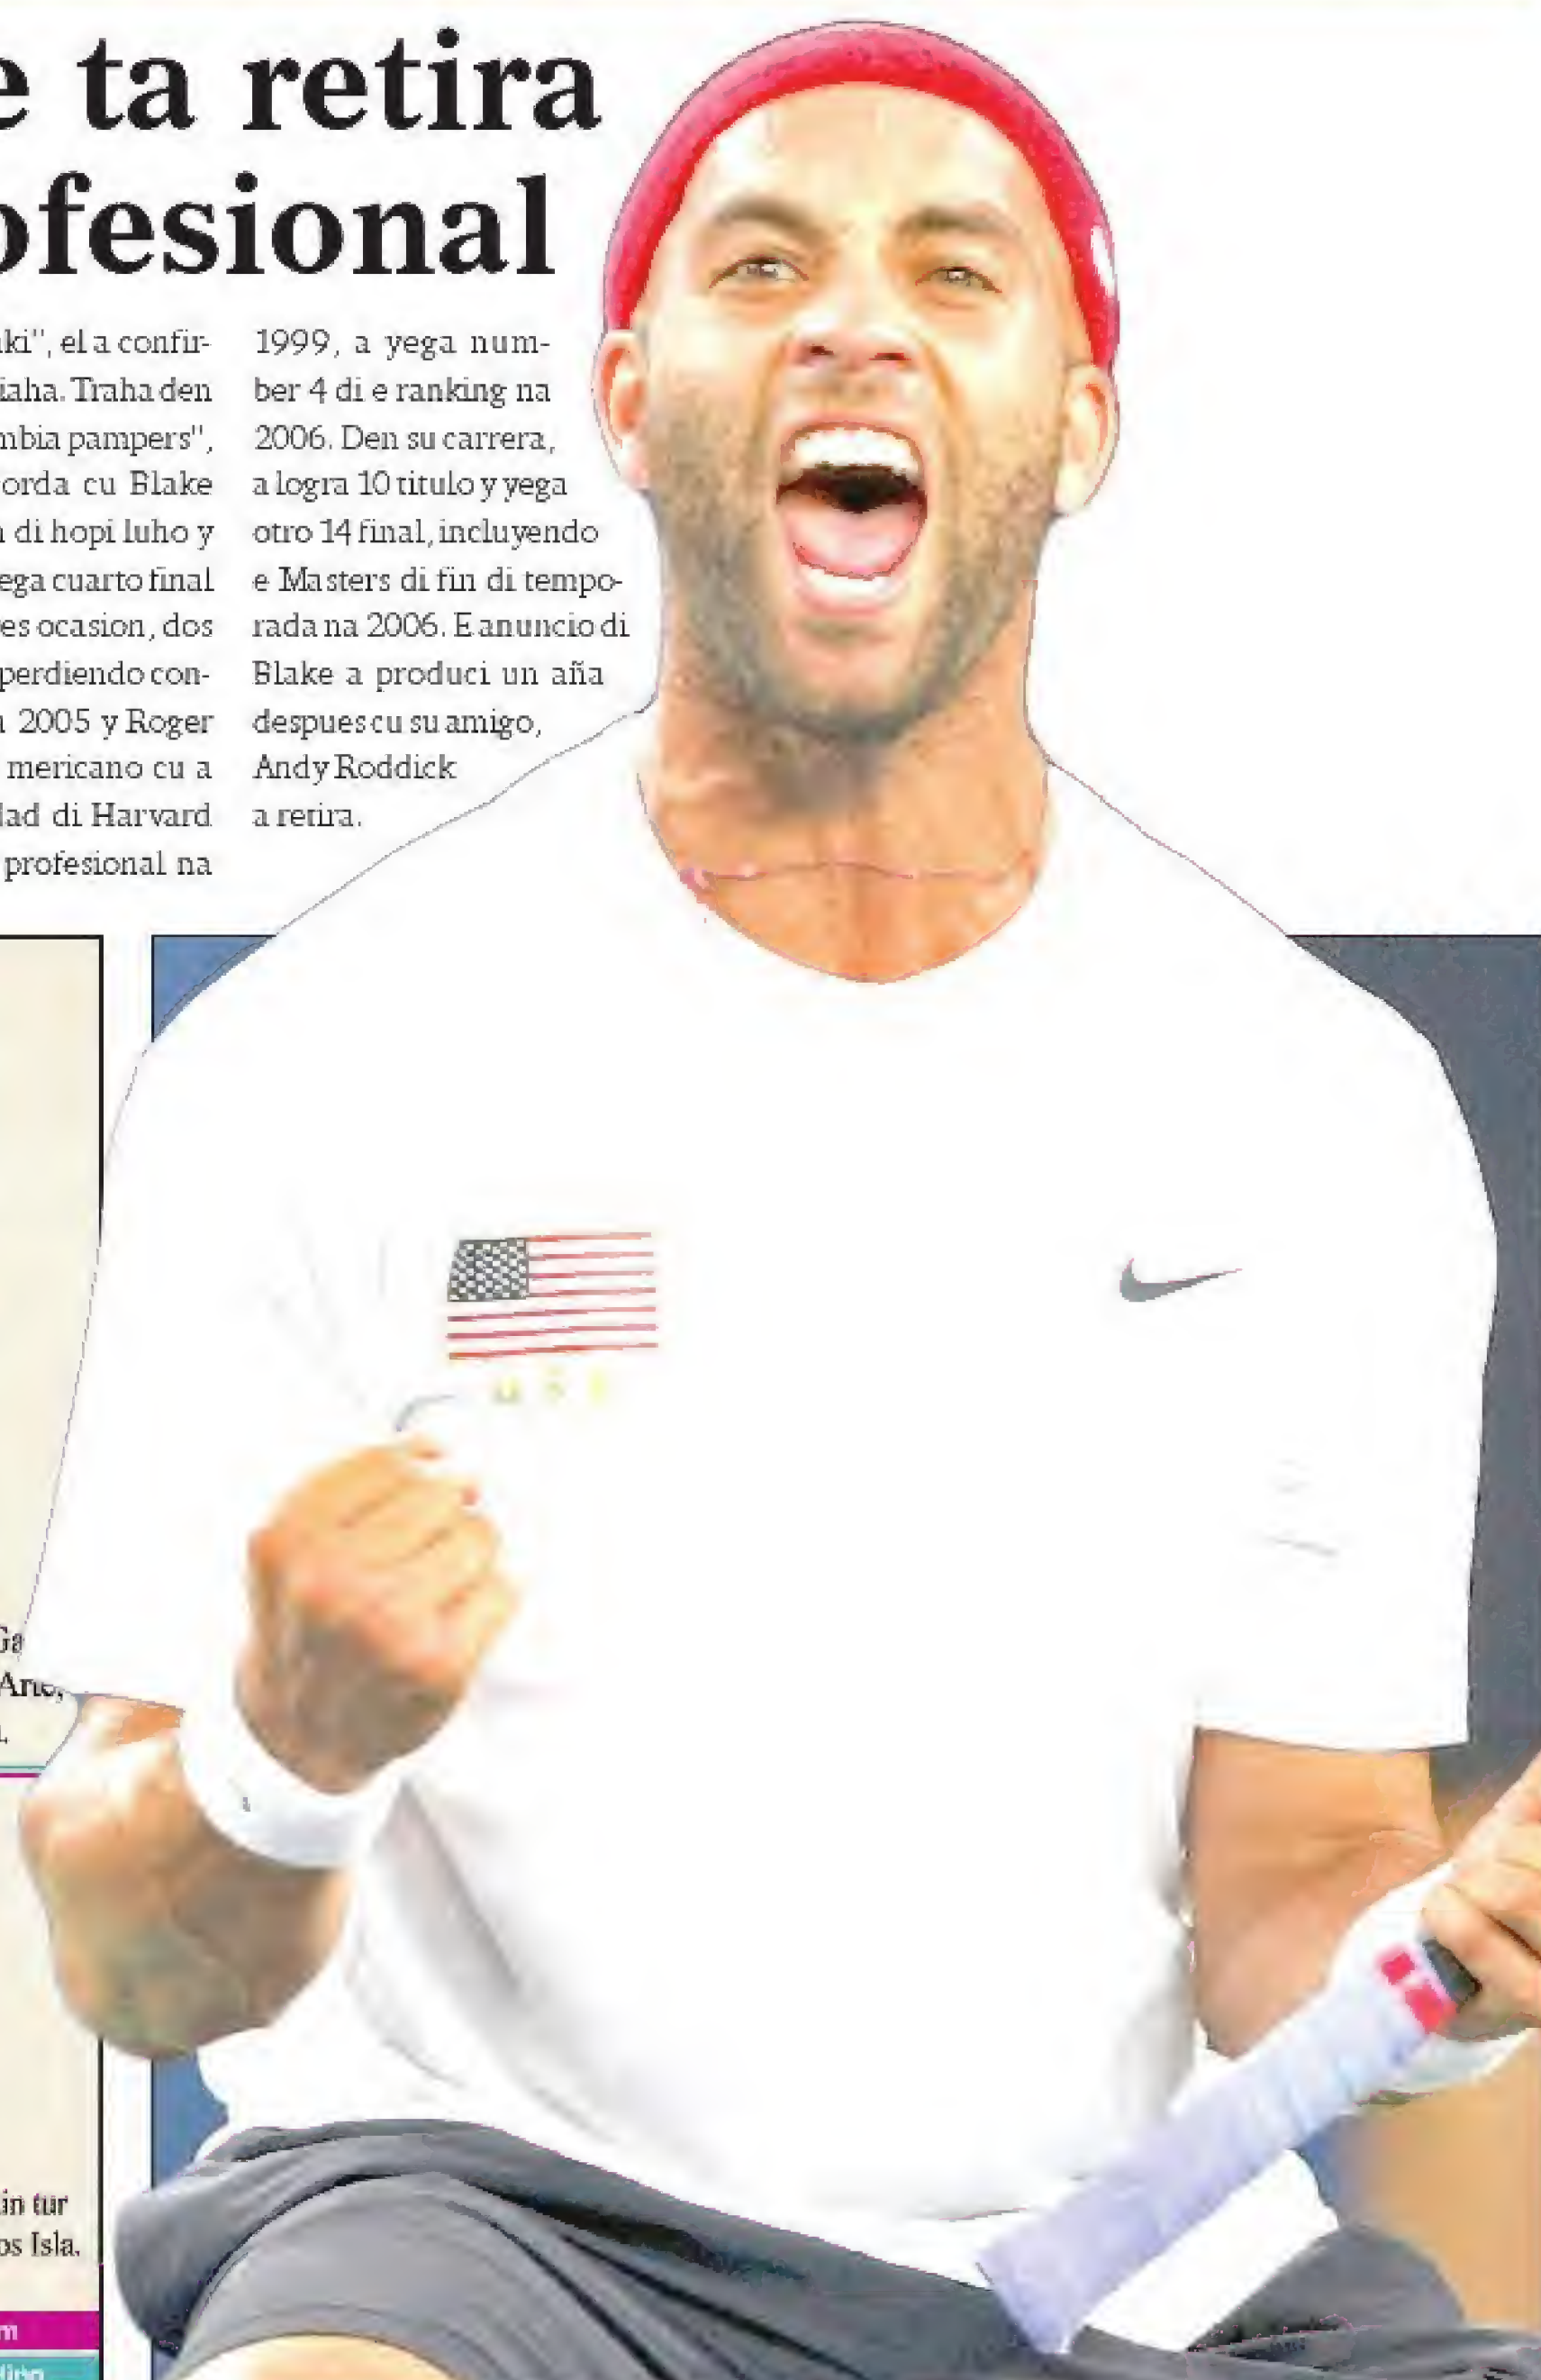 e ta retira
ofesional
ki", el a confir-
iaha. Traha den
mbia pampers",
orda cu Blake
di hopi luho y
ega cuarto final
es ocasion, dos
perdiendo con-
2005 y Roger
mericano cu a
dad di Harvard
profesional na
1999, a yega num-
ber 4 di e ranking na
2006. Den su carrera,
a logra 10 titulo y yega
otro 14 final, incluyendo
e Masters di fin di tempo-
rada na 2006. E anuncio di
Blake a produci un aña
despues cu su amigo,
Andy Roddick
a retira.
in tur
os Isla.
m